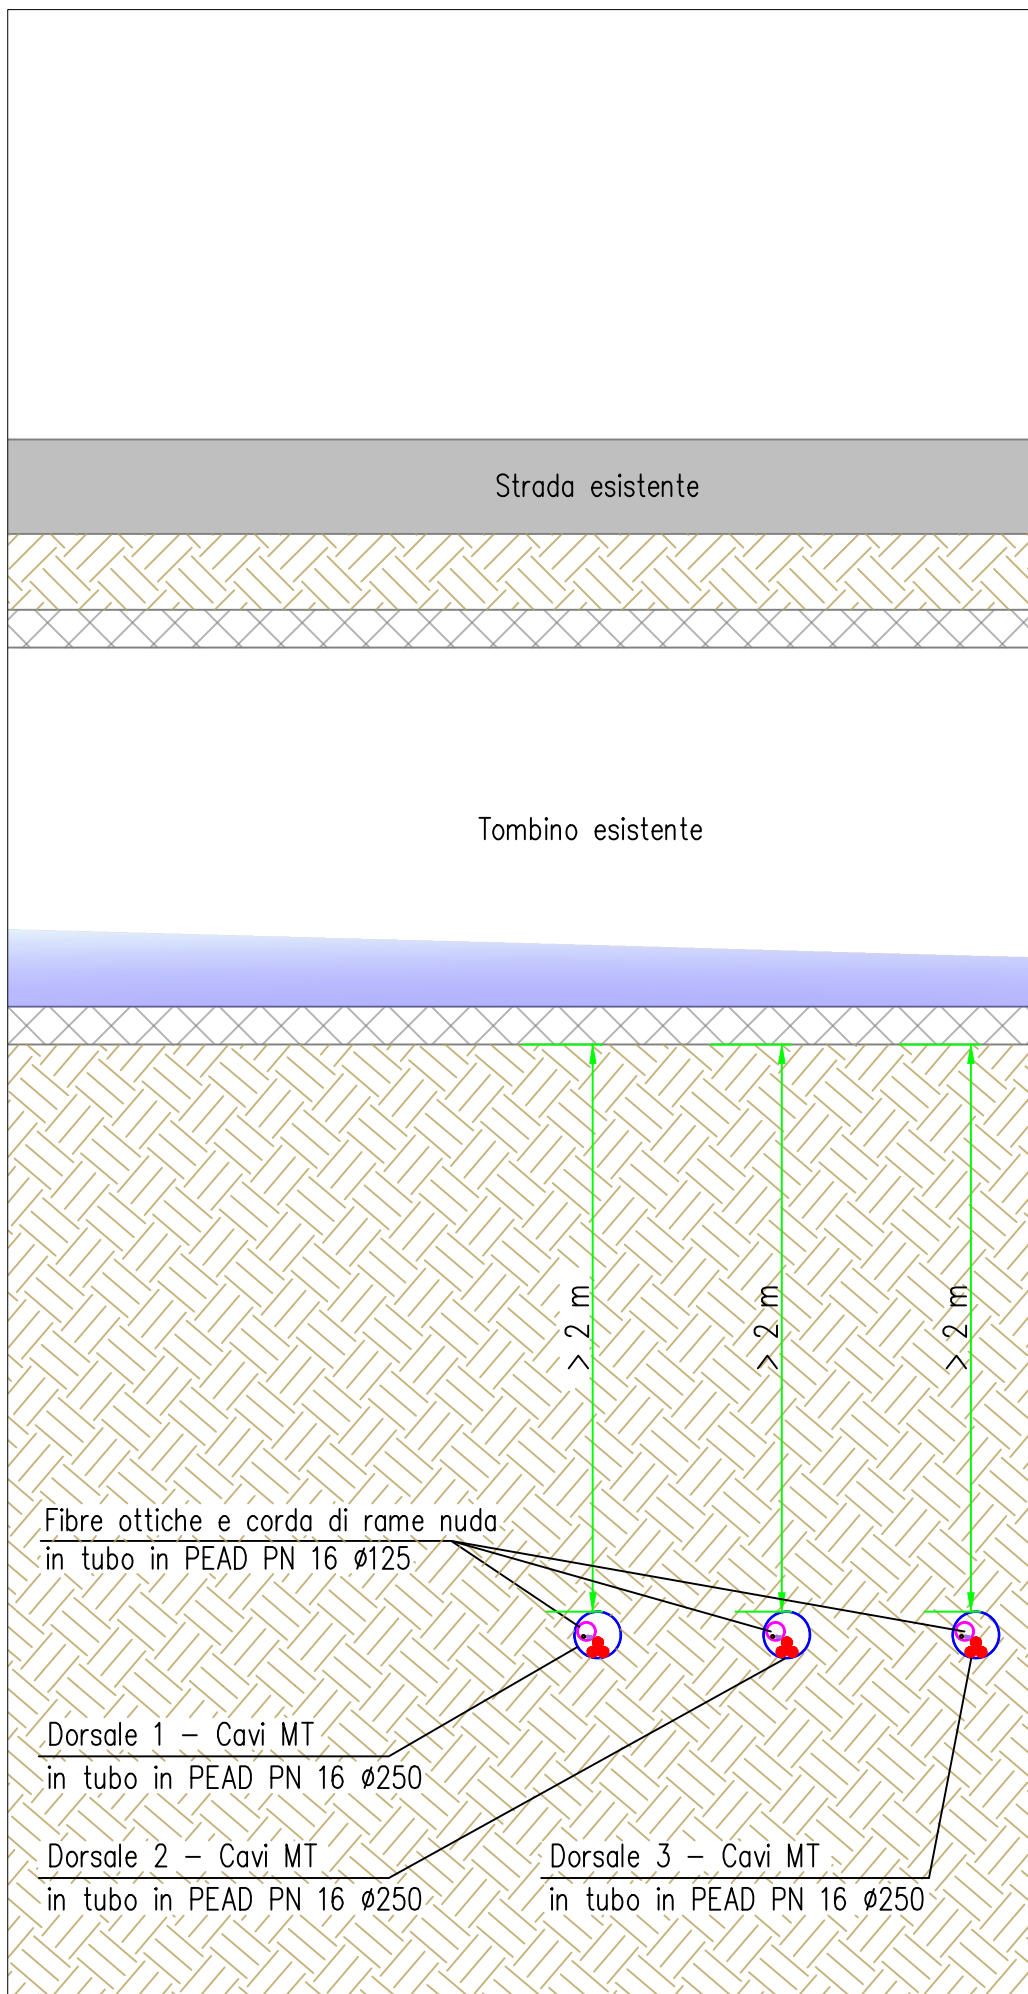 Strada esistente
Tombino esistente
> 2 m
> 2 m
> 2 m
Fibre ottiche e corda di rame nuda
in tubo in PEAD PN 16 ø125
Dorsale 1 - Cavi MT
in tubo in PEAD PN 16 ø250
Dorsale 2 - Cavi MT
in tubo in PEAD PN 16 ø250
Dorsale 3 - Cavi MT
in tubo in PEAD PN 16 ø250